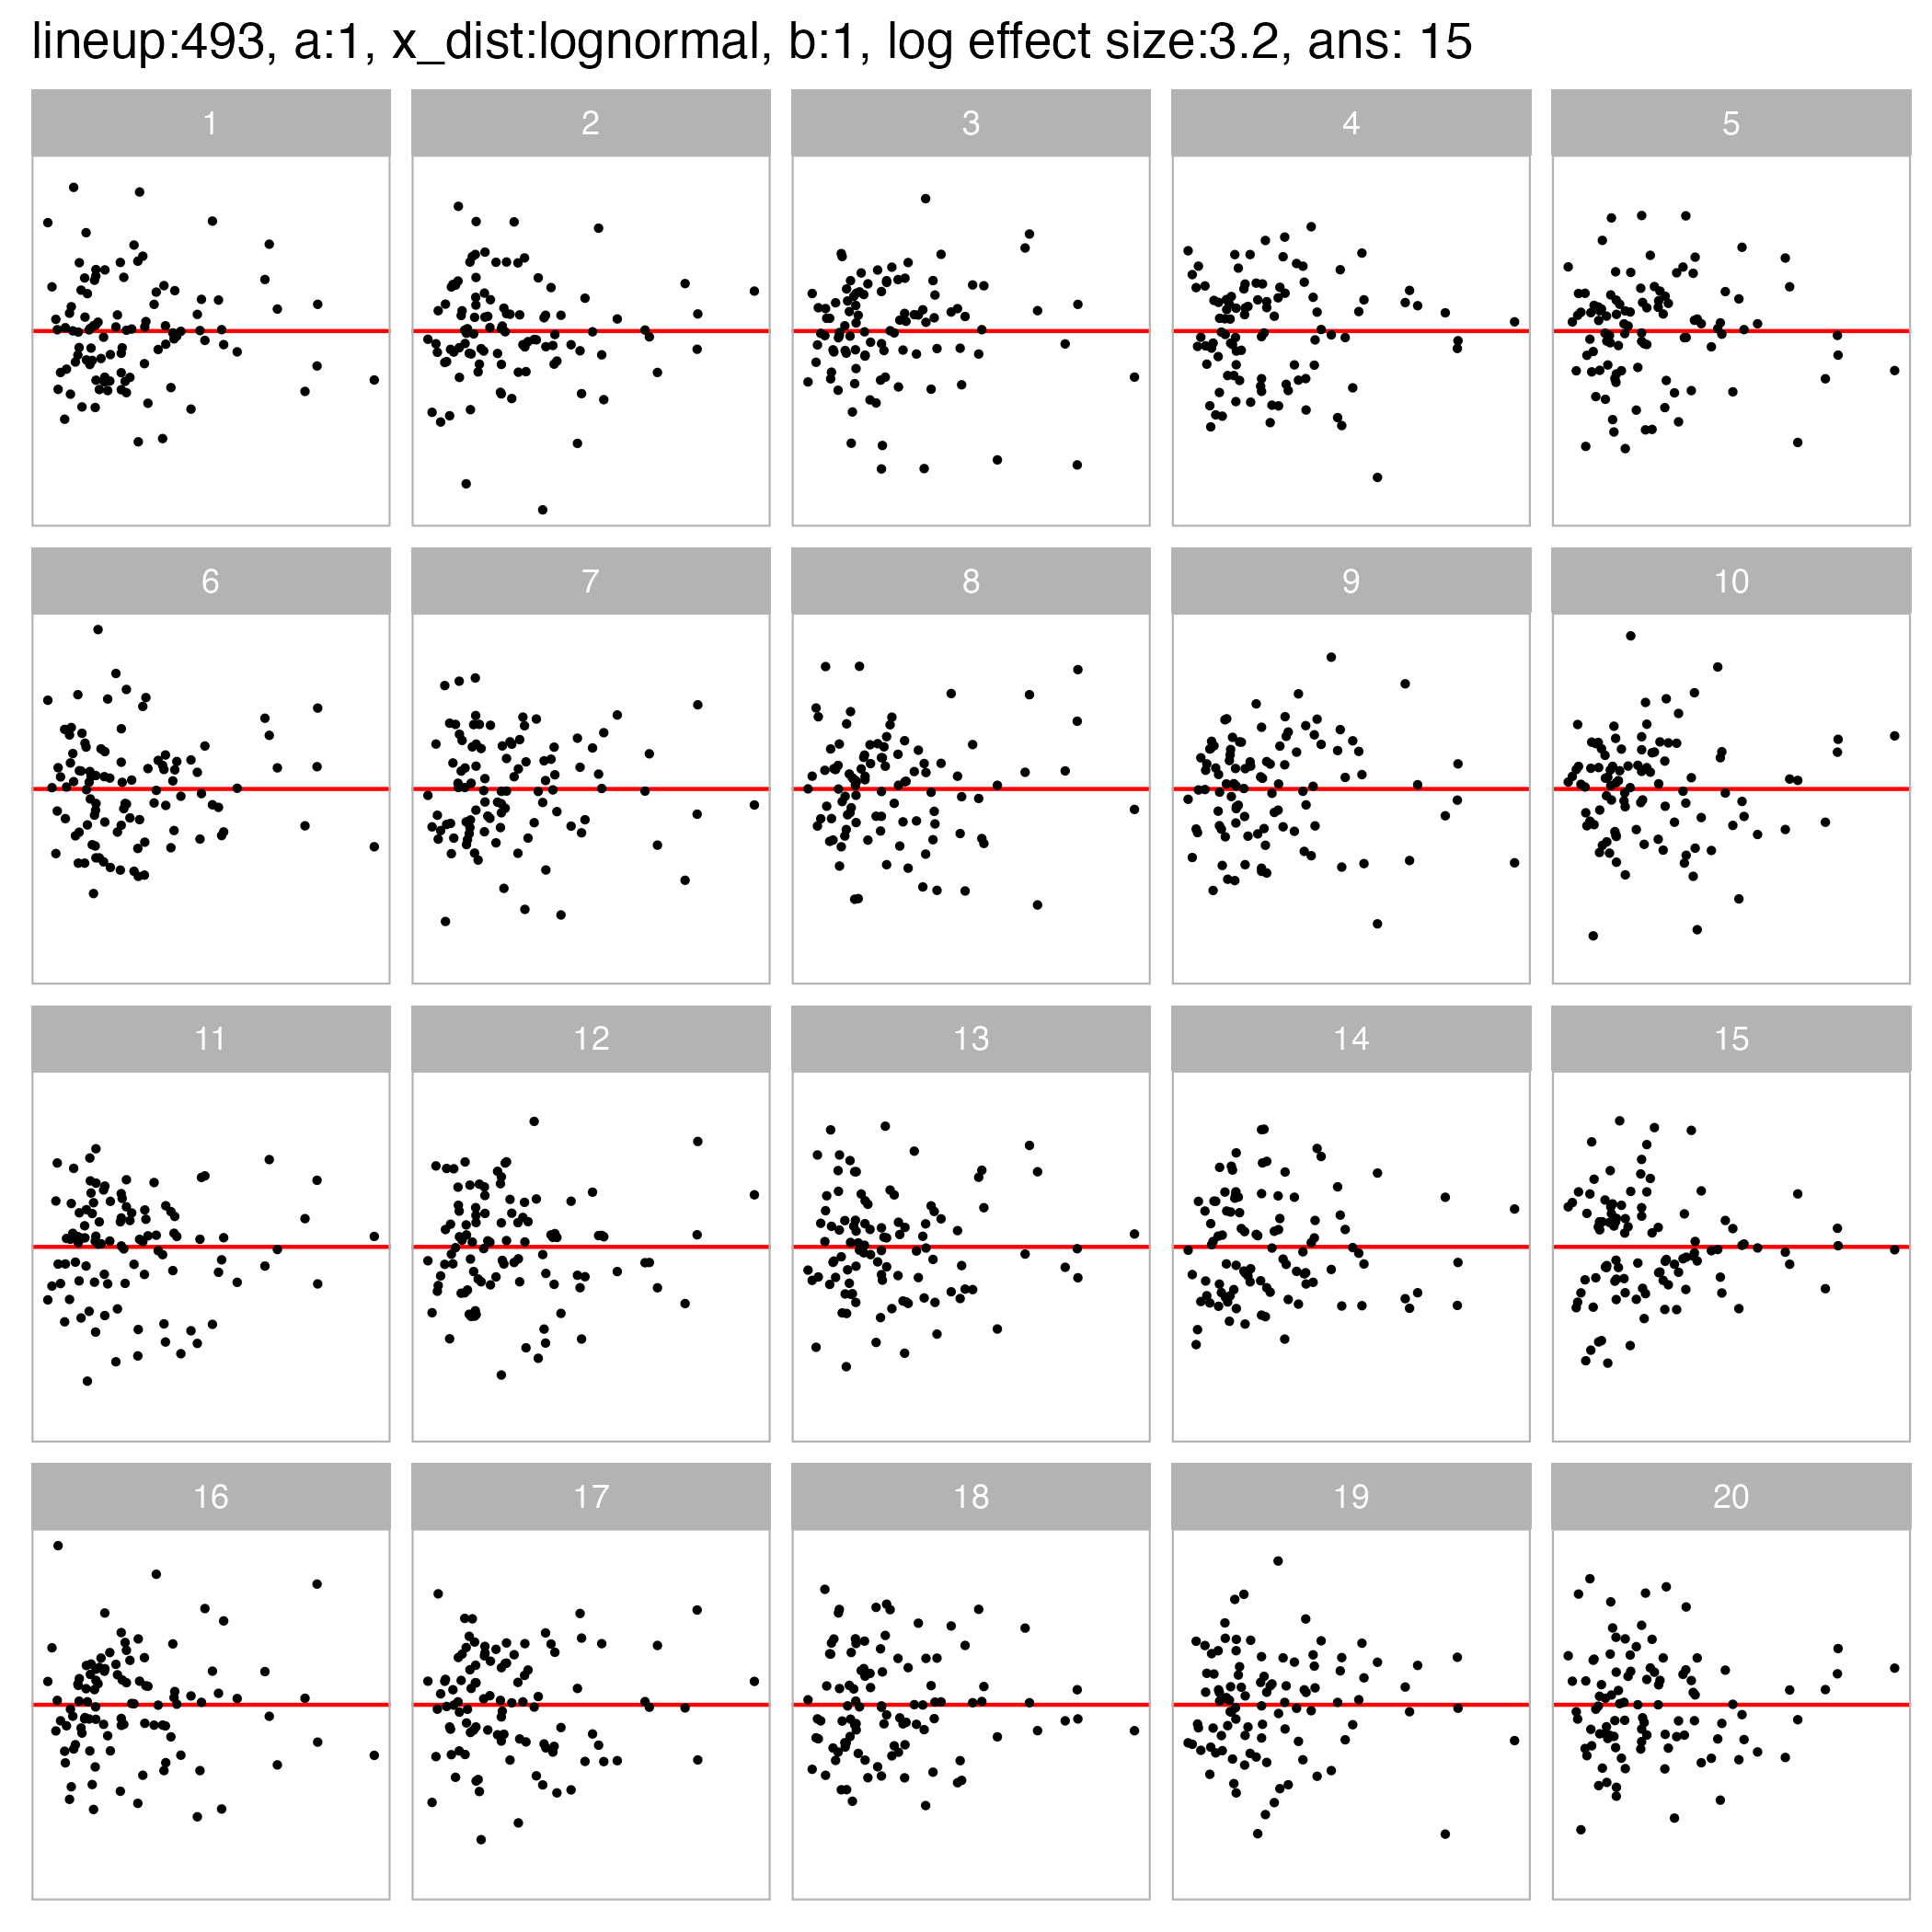 lineup:493, a:1, x_dist:lognormal, b:1, log effect size:3.2, ans: 15
1 2 3 4 5
6 7 8 9 10
11 12 13 14 15
16 17 18 19 20